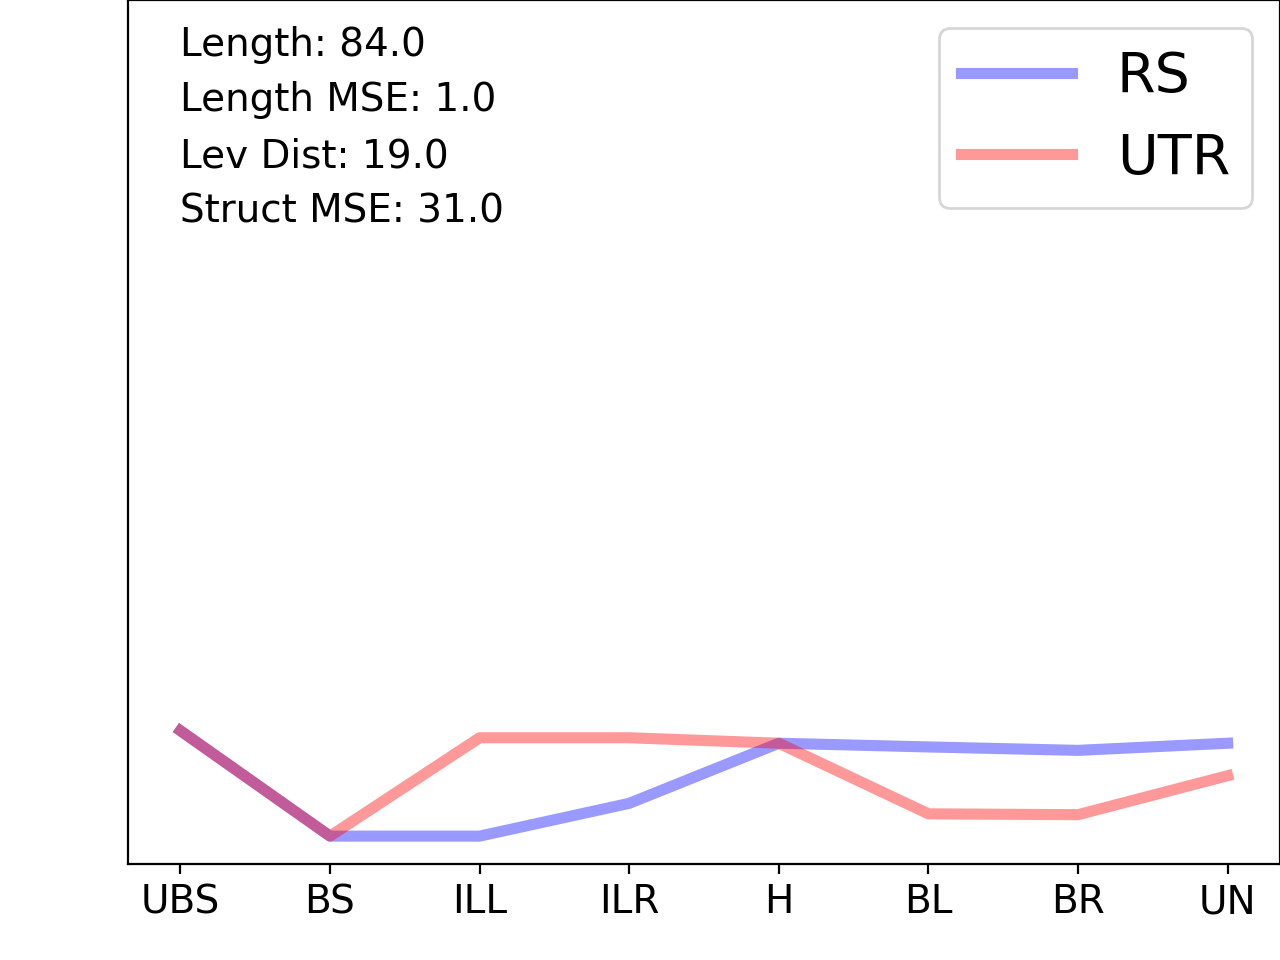 Length: 84.0
Length MSE: 1.0
Lev Dist: 19.0
Struct MSE: 31.0
RS
UTR
UBS BS ILL ILR H BL BR UN